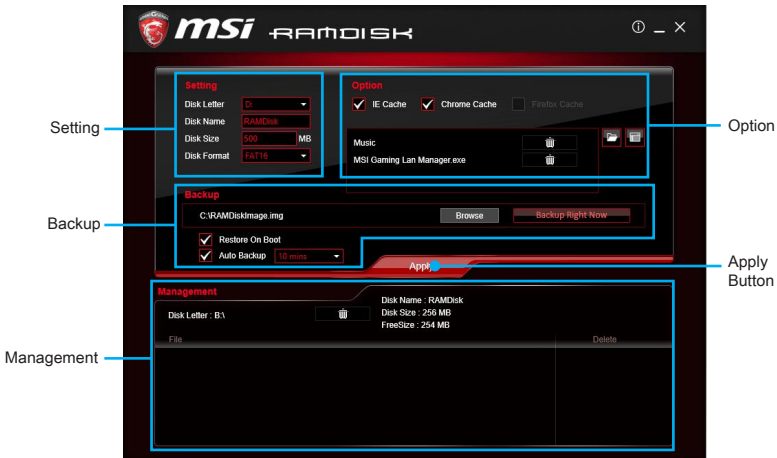 msi RAMDISK
Setting
Disk Letter D:
Disk Name RAMDisk
Disk Size 500 MB
Disk Format FAT16
Option
IE Cache Chrome Cache Firefox Cache
Music
MSI Gaming Lan Manager.exe
Backup
C:\RAMDiskImage.img Browse Backup Right Now
Restore On Boot
Auto Backup 10 mins
Apply
Management
Disk Letter : B:\
Disk Name : RAMDisk
Disk Size : 256 MB
FreeSize : 254 MB
File Delete
Setting
Backup
Management
Option
Apply
Button